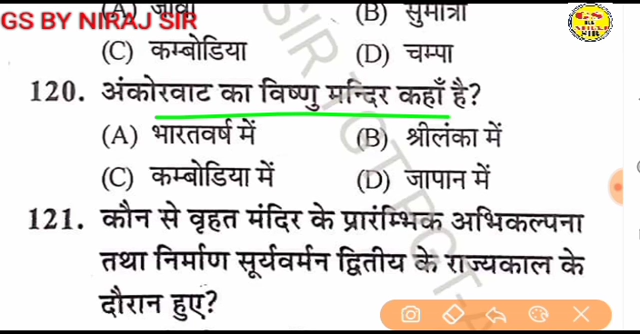 (A) जावा (B) सुमात्रा
GS BY NIRAJ SIR
(C) कम्बोडिया (D) चम्पा
120. अंकोरवाट का विष्णु मन्दिर कहाँ है?
(A) भारतवर्ष में (B) श्रीलंका में
(C) कम्बोडिया में (D) जापान में
121. कौन से वृहत मंदिर के प्रारंम्भिक अभिकल्पना
तथा निर्माण सूर्यवर्मन द्वितीय के राज्यकाल के
दौरान हुए?